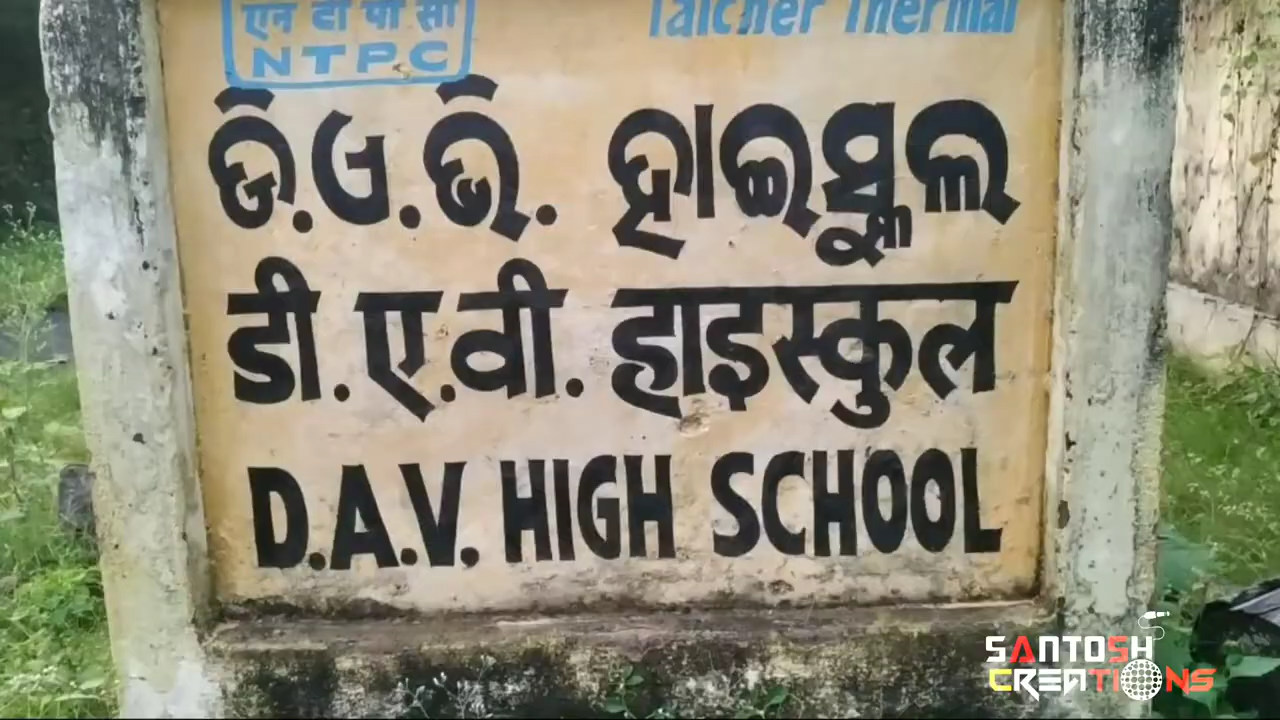 एन टी पी सी
NTPC
Talcher Thermal
ଡି.ଏ.ଭି. ହାଇସ୍କୁଲ
डी.ए.वी. हाइस्कुल
D.A.V. HIGH SCHOOL
SANTOSH
CREATIONS